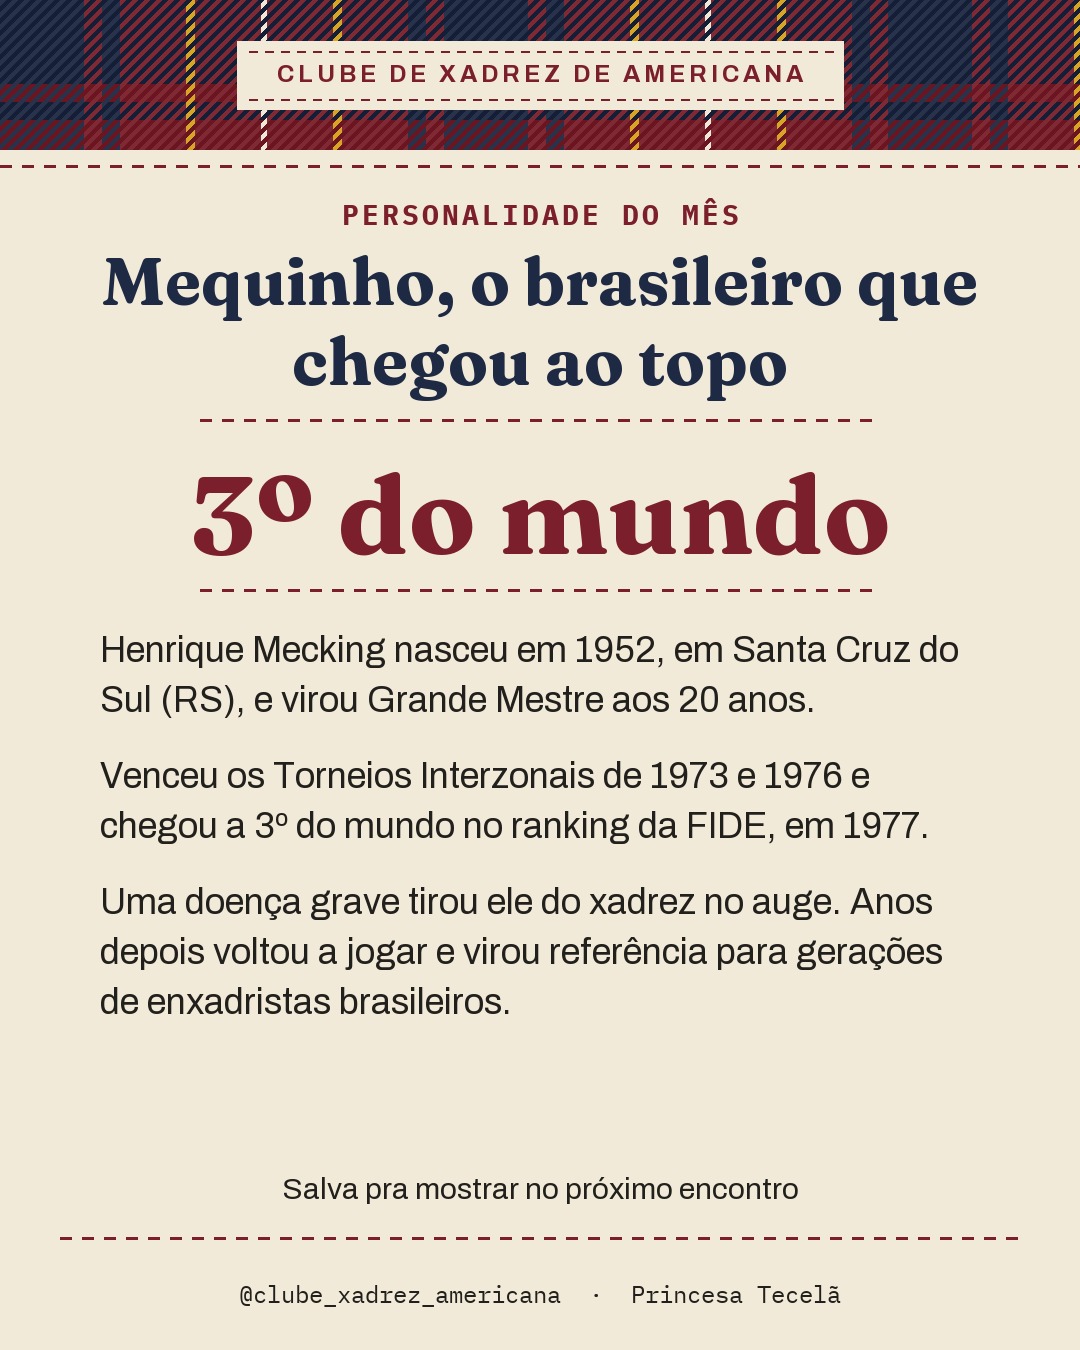 CLUBE DE XADREZ DE AMERICANA
PERSONALIDADE DO MÊS
Mequinho, o brasileiro que
chegou ao topo
3º do mundo
Henrique Mecking nasceu em 1952, em Santa Cruz do
Sul (RS), e virou Grande Mestre aos 20 anos.
Venceu os Torneios Interzonais de 1973 e 1976 e
chegou a 3º do mundo no ranking da FIDE, em 1977.
Uma doença grave tirou ele do xadrez no auge. Anos
depois voltou a jogar e virou referência para gerações
de enxadristas brasileiros.
Salva pra mostrar no próximo encontro
@clube_xadrez_americana · Princesa Tecelã